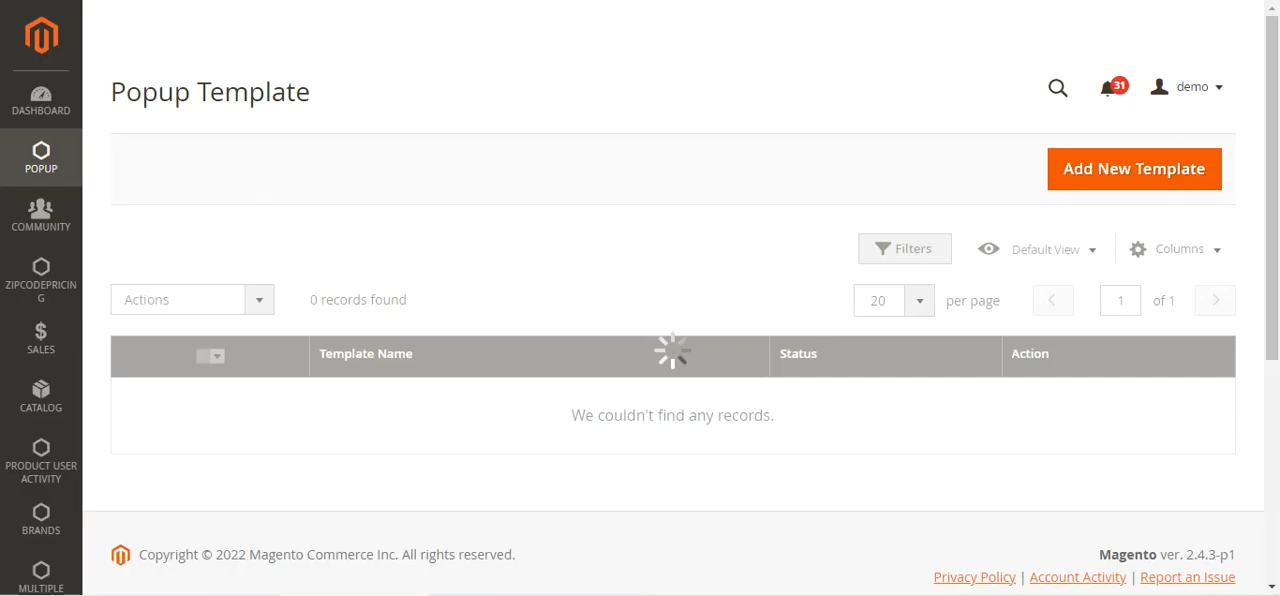 DASHBOARD
POPUP
COMMUNITY
ZIPCODEPRICIN
G
SALES
CATALOG
PRODUCT USER
ACTIVITY
BRANDS
MULTIPLE
Popup Template
31
demo
Add New Template
Filters
Default View
Columns
Actions
0 records found
20
per page
1
of 1
Template Name
Status
Action
We couldn't find any records.
Copyright © 2022 Magento Commerce Inc. All rights reserved.
Magento ver. 2.4.3-p1
Privacy Policy | Account Activity | Report an Issue